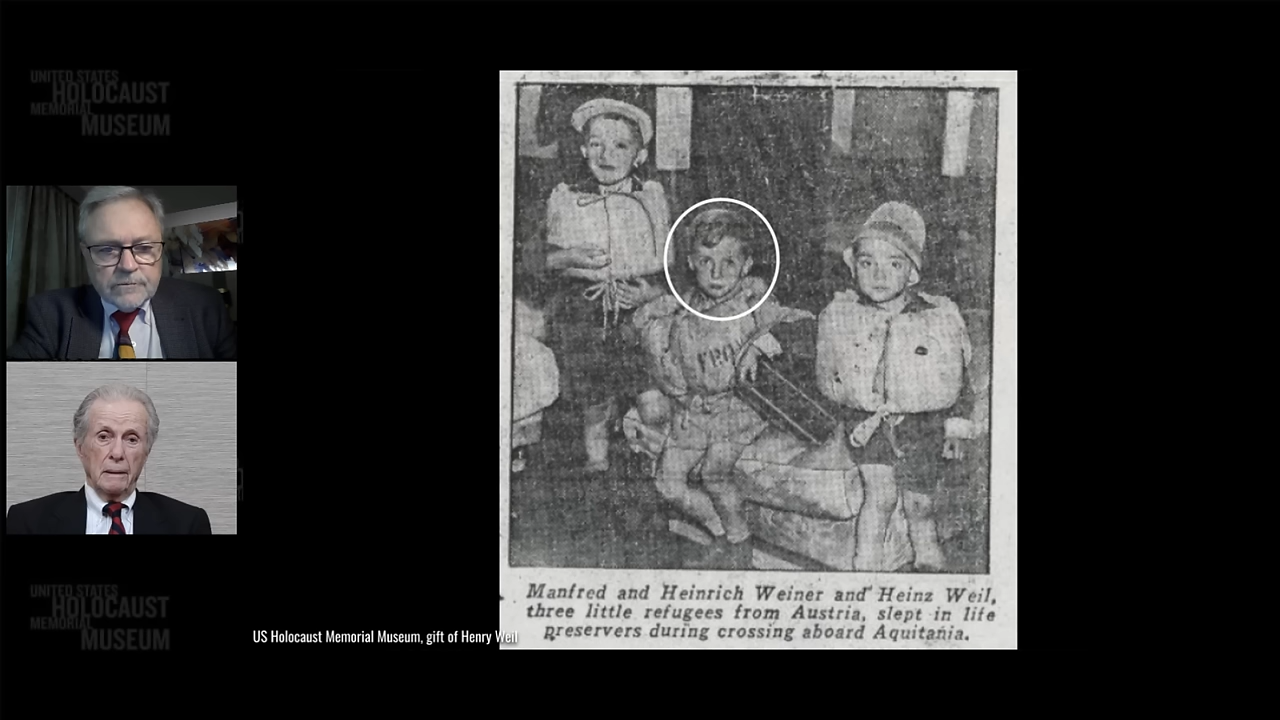 UNITED STATES
HOLOCAUST
MEMORIAL
MUSEUM
Manfred and Heinrich Weiner and Heinz Weil,
three little refugees from Austria, slept in life
preservers during crossing aboard Aquitania.
US Holocaust Memorial Museum, gift of Henry Weil
UNITED STATES
HOLOCAUST
MEMORIAL
MUSEUM